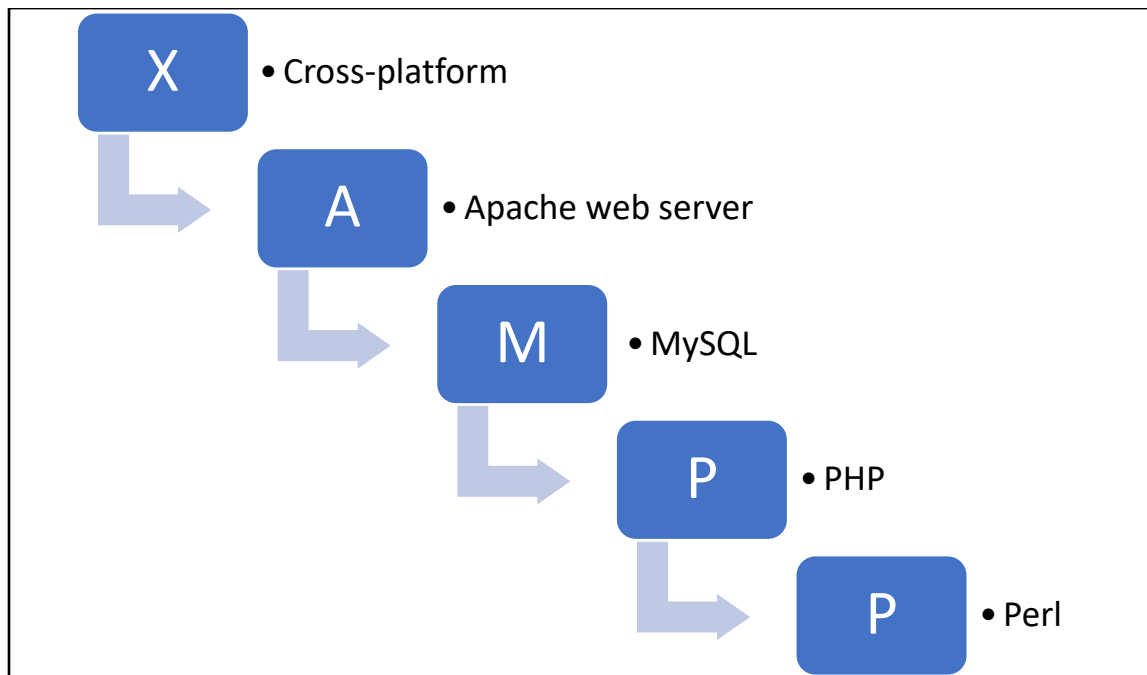 X
• Cross-platform
A
• Apache web server
M
• MySQL
P
• PHP
P
• Perl